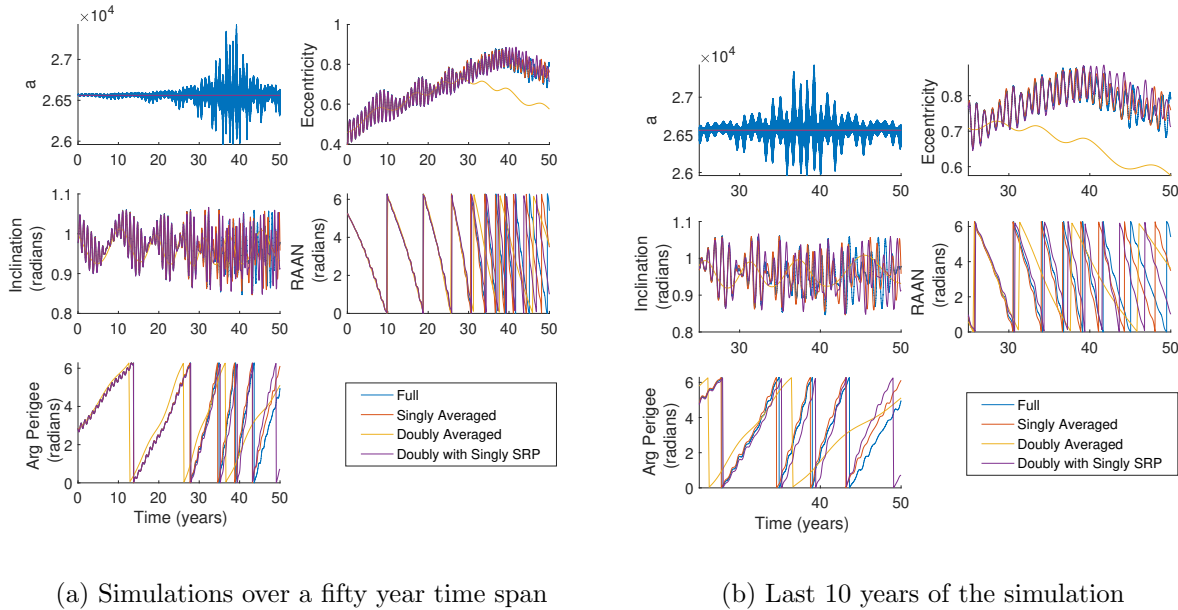 ×10⁴
a
2.7
2.65
2.6
0 10 20 30 40 50
Eccentricity
1
0.8
0.6
0.4
0 10 20 30 40 50
Inclination
(radians)
1.1
1
0.9
0.8
0 10 20 30 40 50
RAAN
(radians)
6
4
2
0
0 10 20 30 40 50
Arg Perigee
(radians)
6
4
2
0
0 10 20 30 40 50
Time (years)
Full
Singly Averaged
Doubly Averaged
Doubly with Singly SRP
(a) Simulations over a fifty year time span
×10⁴
a
2.7
2.65
2.6
30 40 50
Eccentricity
0.8
0.7
0.6
30 40 50
Inclination
(radians)
1.1
1
0.9
0.8
30 40 50
RAAN
(radians)
6
4
2
0
30 40 50
Arg Perigee
(radians)
6
4
2
0
30 40 50
Time (years)
Full
Singly Averaged
Doubly Averaged
Doubly with Singly SRP
(b) Last 10 years of the simulation